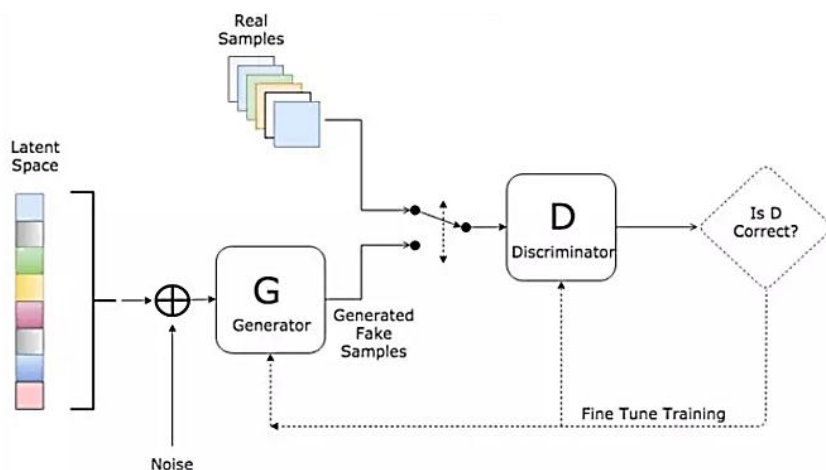 Real
Samples
Latent
Space
D
Discriminator
Is D
Correct?
G
Generator
Generated
Fake
Samples
Fine Tune Training
Noise